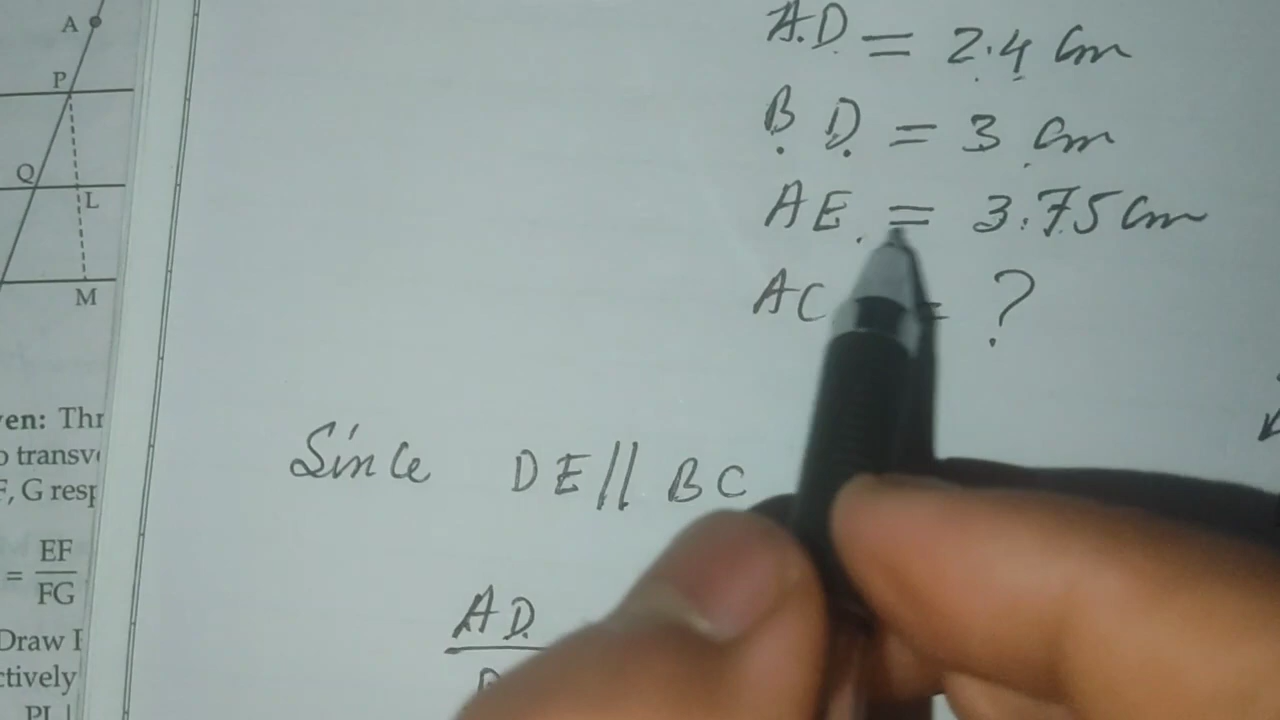 A
P
Q
L
M
en: Thr
o transv
F, G resp
= EF
FG
Draw P
ctively
A.D = 2.4 cm
BD = 3 cm
AE = 3.75 cm
AC = ?
Since DE // BC
AD